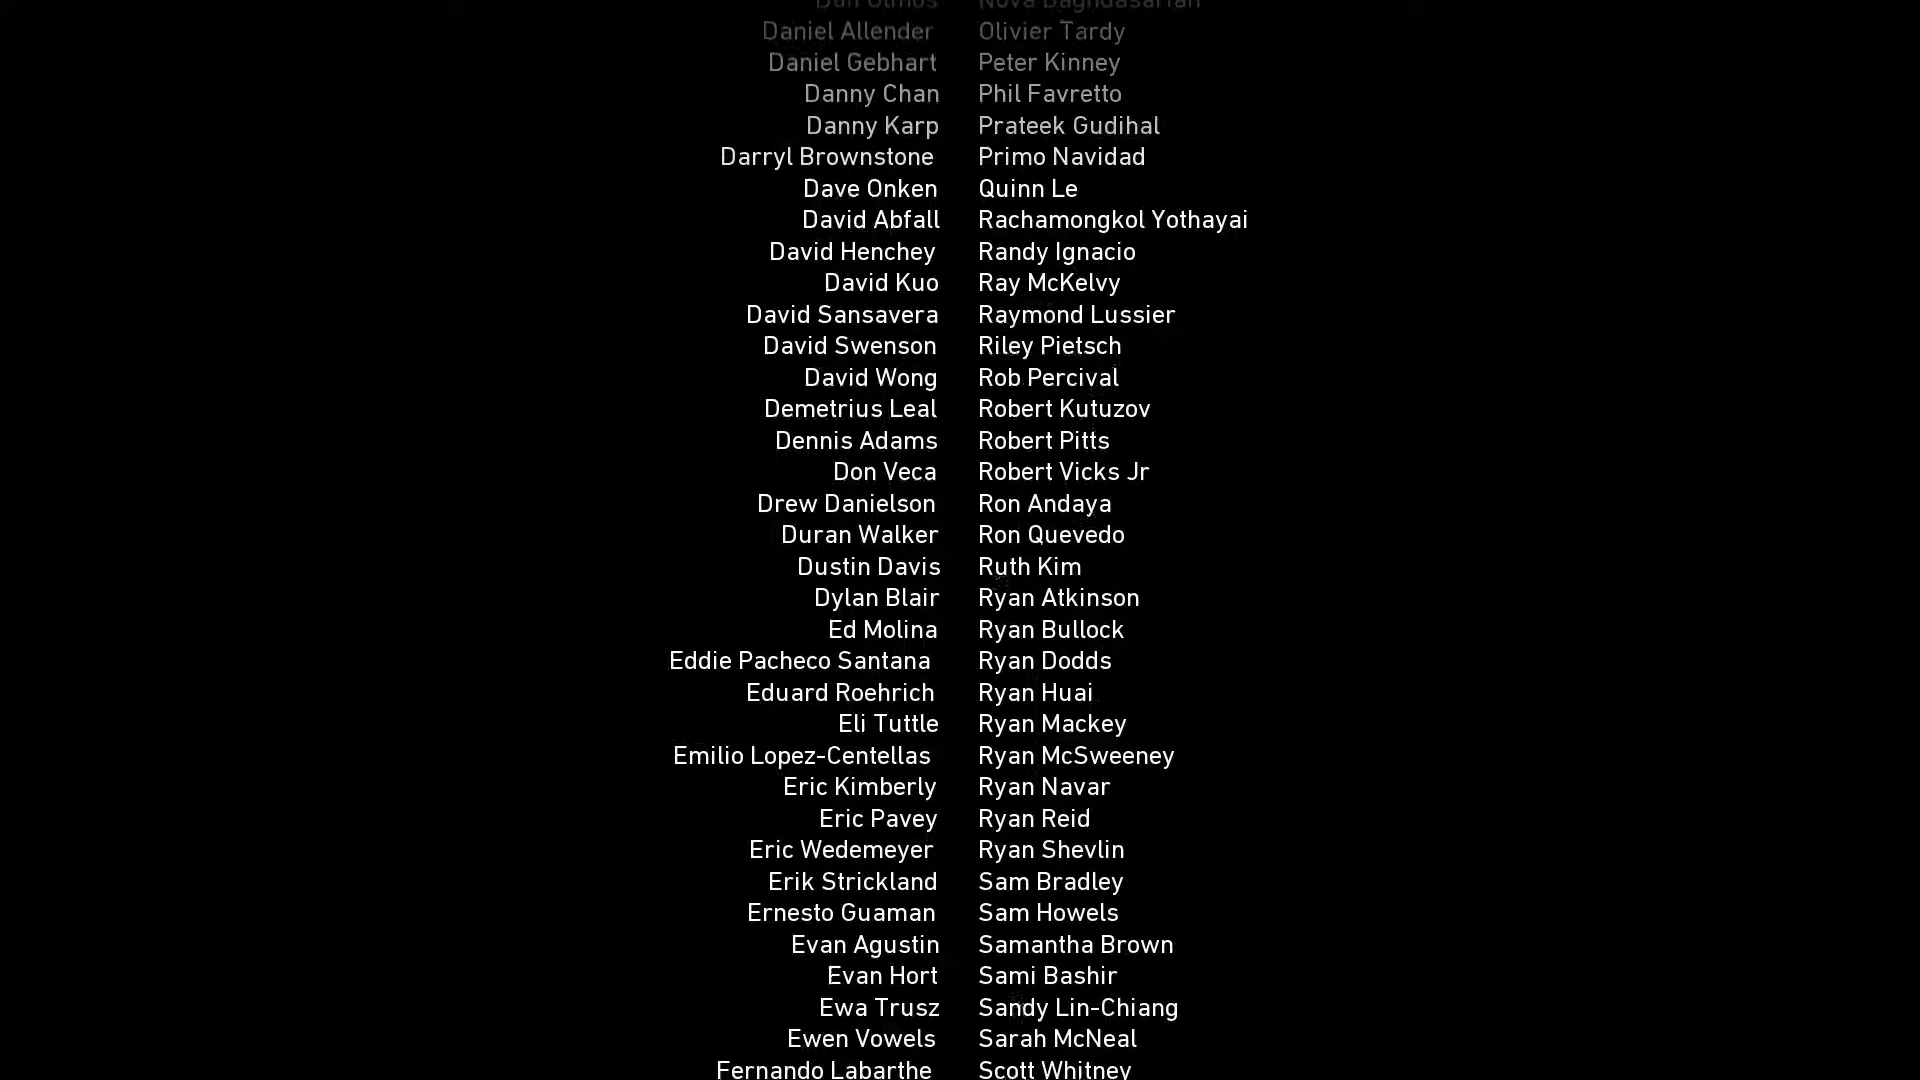 Dan Olmos Nova Baghdasarian
Daniel Allender Olivier Tardy
Daniel Gebhart Peter Kinney
Danny Chan Phil Favretto
Danny Karp Prateek Gudihal
Darryl Brownstone Primo Navidad
Dave Onken Quinn Le
David Abfall Rachamongkol Yothayai
David Henchey Randy Ignacio
David Kuo Ray McKelvy
David Sansavera Raymond Lussier
David Swenson Riley Pietsch
David Wong Rob Percival
Demetrius Leal Robert Kutuzov
Dennis Adams Robert Pitts
Don Veca Robert Vicks Jr
Drew Danielson Ron Andaya
Duran Walker Ron Quevedo
Dustin Davis Ruth Kim
Dylan Blair Ryan Atkinson
Ed Molina Ryan Bullock
Eddie Pacheco Santana Ryan Dodds
Eduard Roehrich Ryan Huai
Eli Tuttle Ryan Mackey
Emilio Lopez-Centellas Ryan McSweeney
Eric Kimberly Ryan Navar
Eric Pavey Ryan Reid
Eric Wedemeyer Ryan Shevlin
Erik Strickland Sam Bradley
Ernesto Guaman Sam Howels
Evan Agustin Samantha Brown
Evan Hort Sami Bashir
Ewa Trusz Sandy Lin-Chiang
Ewen Vowels Sarah McNeal
Fernando Labarthe Scott Whitney